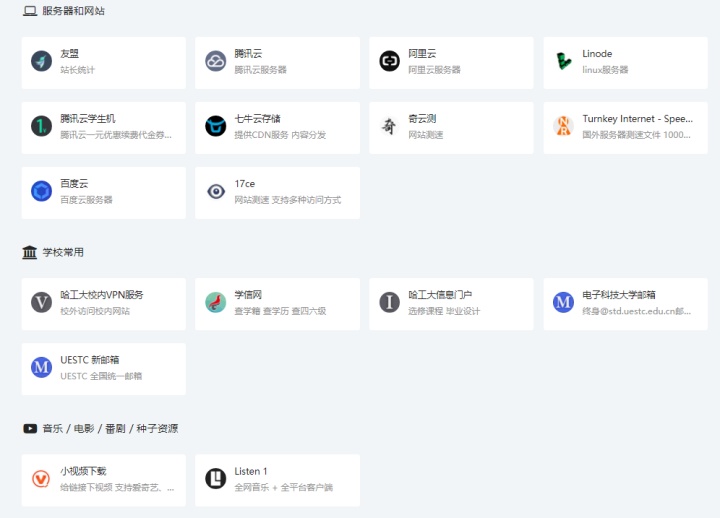 服务器和网站
友盟
站长统计
腾讯云
腾讯云服务器
阿里云
阿里云服务器
Linode
linux服务器
腾讯云学生机
腾讯云一元优惠续费代金券...
七牛云存储
提供CDN服务 内容分发
奇
奇云测
网站测速
Turnkey Internet - Spee...
国外服务器测速文件 1000...
百度云
百度云服务器
17ce
网站测速 支持多种访问方式
学校常用
V
哈工大校内VPN服务
校外访问校内网站
学信网
查学籍 查学历 查四六级
I
哈工大信息门户
选修课程 毕业设计
M
电子科技大学邮箱
终身@std.uestc.edu.cn邮...
M
UESTC 新邮箱
UESTC 全国统一邮箱
音乐 / 电影 / 番剧 / 种子资源
小视频下载
给链接下视频 支持爱奇艺、...
Listen 1
全网音乐 + 全平台客户端